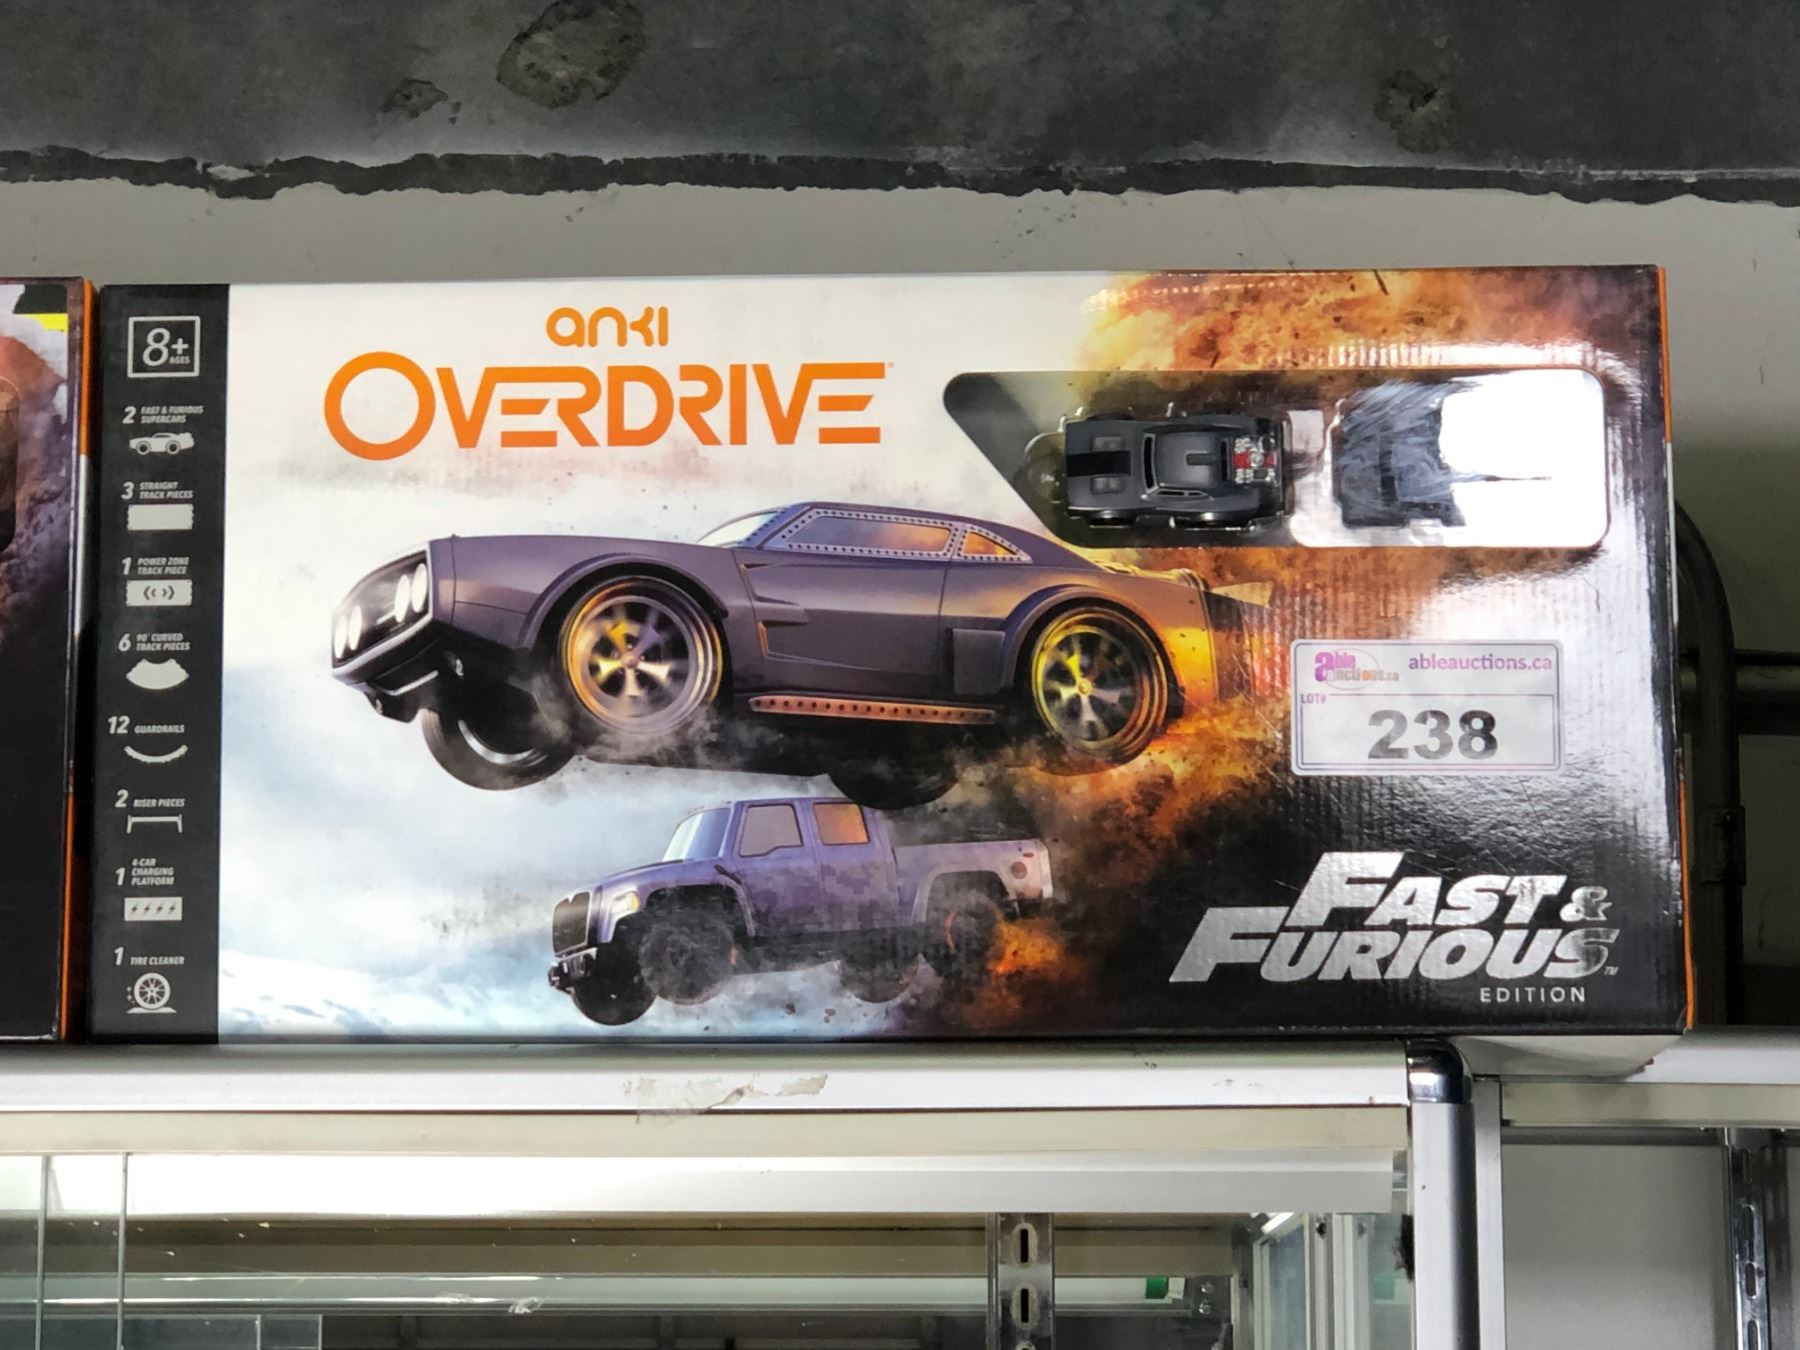 8+
AGES
2 FAST & FURIOUS
SUPERCARS
3 STRAIGHT
TRACK PIECES
1 POWER ZONE
TRACK PIECE
6 90° CURVED
TRACK PIECES
12 GUARDRAILS
2 RISER PIECES
1 4-CAR
CHARGING
PLATFORM
1 TIRE CLEANER
anki
OVERDRIVE
able
auctions.ca
ableauctions.ca
LOT#
238
FAST &
FURIOUS™
EDITION